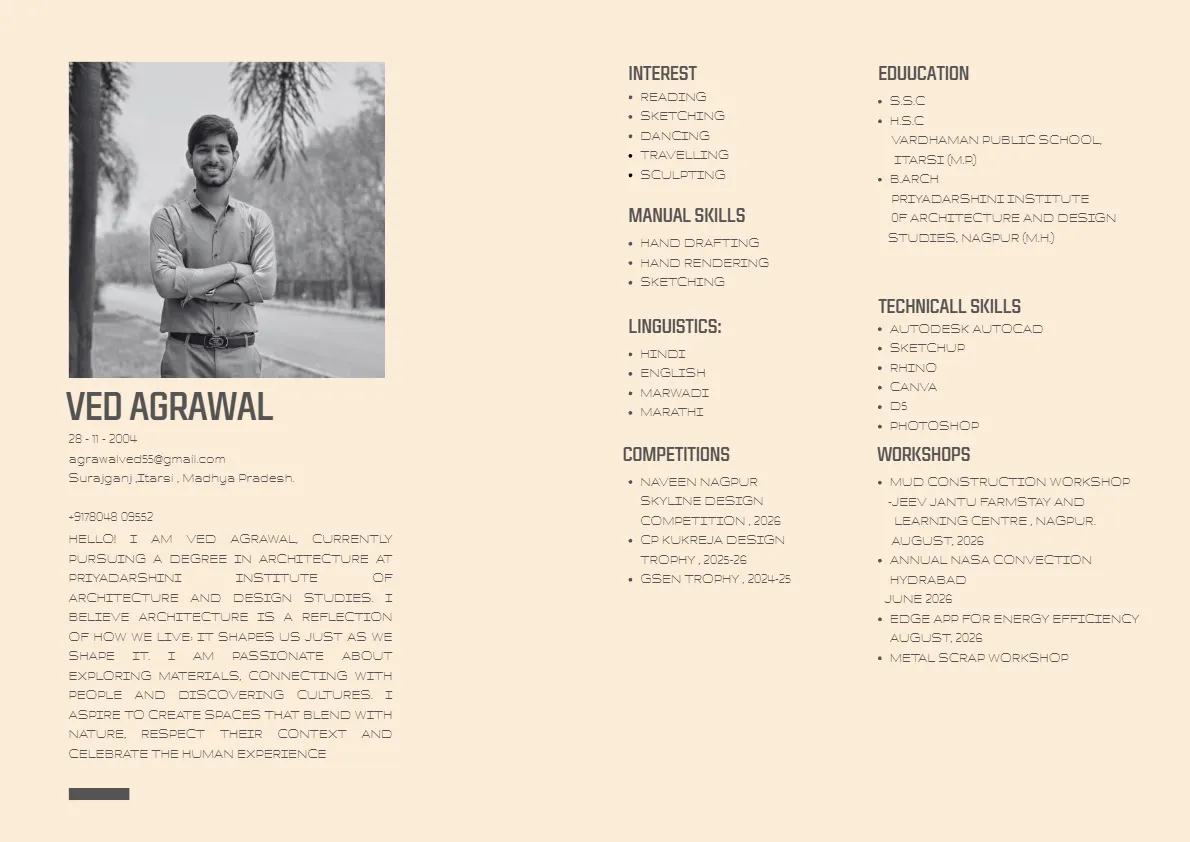 VED AGRAWAL
28 - 11 - 2004
agrawalved55@gmail.com
Surajganj ,Itarsi , Madhya Pradesh.
+9178048 09552
HELLO! I AM VED AGRAWAL, CURRENTLY
PURSUING A DEGREE IN ARCHITECTURE AT
PRIYADARSHINI INSTITUTE OF
ARCHITECTURE AND DESIGN STUDIES. I
BELIEVE ARCHITECTURE IS A REFLECTION
OF HOW WE LIVE; IT SHAPES US JUST AS WE
SHAPE IT. I AM PASSIONATE ABOUT
EXPLORING MATERIALS, CONNECTING WITH
PEOPLE AND DISCOVERING CULTURES. I
ASPIRE TO CREATE SPACES THAT BLEND WITH
NATURE, RESPECT THEIR CONTEXT AND
CELEBRATE THE HUMAN EXPERIENCE
INTEREST
• READING
• SKETCHING
• DANCING
• TRAVELLING
• SCULPTING
MANUAL SKILLS
• HAND DRAFTING
• HAND RENDERING
• SKETCHING
LINGUISTICS:
• HINDI
• ENGLISH
• MARWADI
• MARATHI
COMPETITIONS
• NAVEEN NAGPUR
SKYLINE DESIGN
COMPETITION , 2026
• CP KUKREJA DESIGN
TROPHY , 2025-26
• GSEN TROPHY , 2024-25
EDUUCATION
• S.S.C
• H.S.C
VARDHAMAN PUBLIC SCHOOL,
ITARSI (M.P.)
• B.ARCH
PRIYADARSHINI INSTITUTE
0F ARCHITECTURE AND DESIGN
STUDIES, NAGPUR (M.H.)
TECHNICALL SKILLS
• AUTODESK AUTOCAD
• SKETCHUP
• RHINO
• CANVA
• D5
• PHOTOSHOP
WORKSHOPS
• MUD CONSTRUCTION WORKSHOP
-JEEV JANTU FARMSTAY AND
LEARNING CENTRE , NAGPUR.
AUGUST, 2026
• ANNUAL NASA CONVECTION
HYDRABAD
JUNE 2026
• EDGE APP FOR ENERGY EFFICIENCY
AUGUST, 2026
• METAL SCRAP WORKSHOP